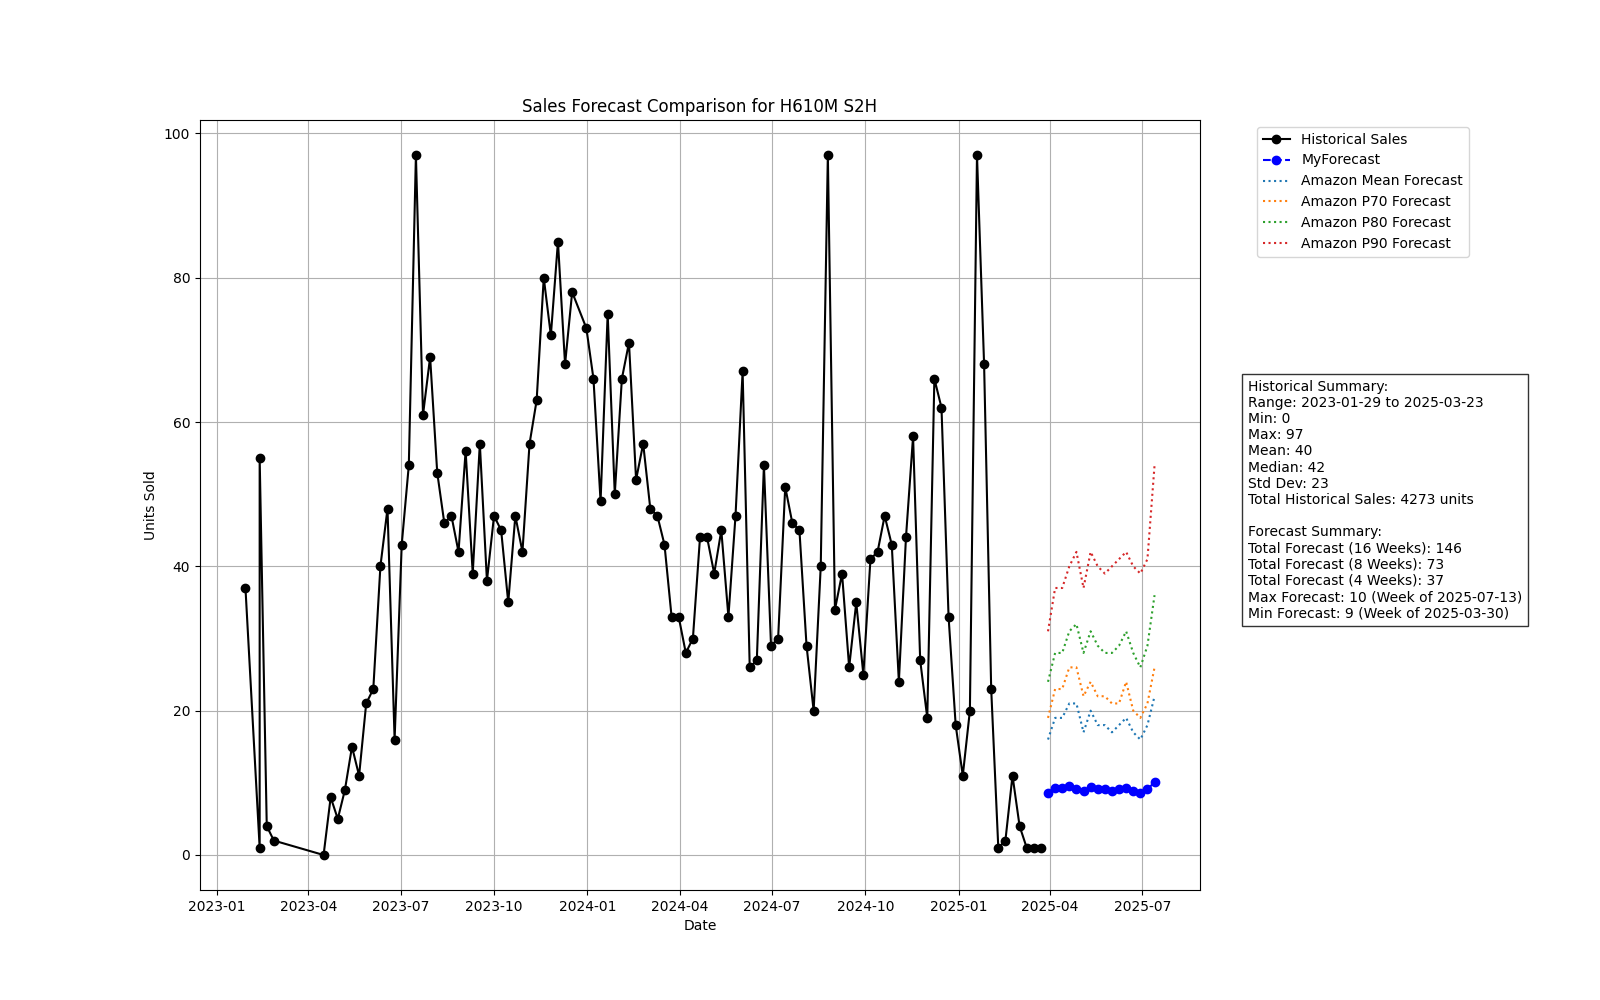 Sales Forecast Comparison for H610M S2H
100
80
60
40
20
0
Units Sold
2023-01
2023-04
2023-07
2023-10
2024-01
2024-04
2024-07
2024-10
2025-01
2025-04
2025-07
Date
Historical Sales
MyForecast
Amazon Mean Forecast
Amazon P70 Forecast
Amazon P80 Forecast
Amazon P90 Forecast
Historical Summary:
Range: 2023-01-29 to 2025-03-23
Min: 0
Max: 97
Mean: 40
Median: 42
Std Dev: 23
Total Historical Sales: 4273 units
Forecast Summary:
Total Forecast (16 Weeks): 146
Total Forecast (8 Weeks): 73
Total Forecast (4 Weeks): 37
Max Forecast: 10 (Week of 2025-07-13)
Min Forecast: 9 (Week of 2025-03-30)